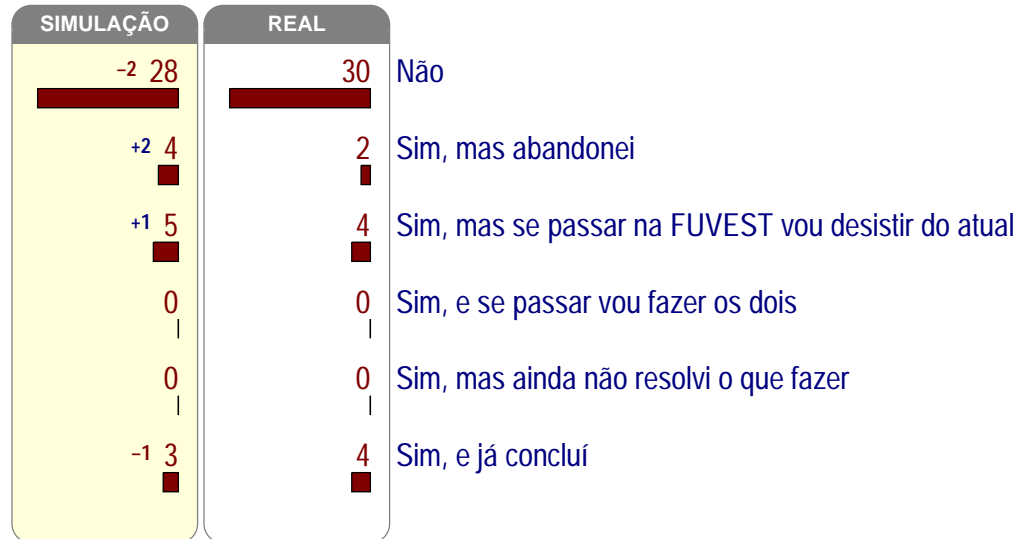 SIMULAÇÃO REAL
−2 28 30 Não
+2 4 2 Sim, mas abandonei
+1 5 4 Sim, mas se passar na FUVEST vou desistir do atual
0 0 Sim, e se passar vou fazer os dois
0 0 Sim, mas ainda não resolvi o que fazer
−1 3 4 Sim, e já concluí